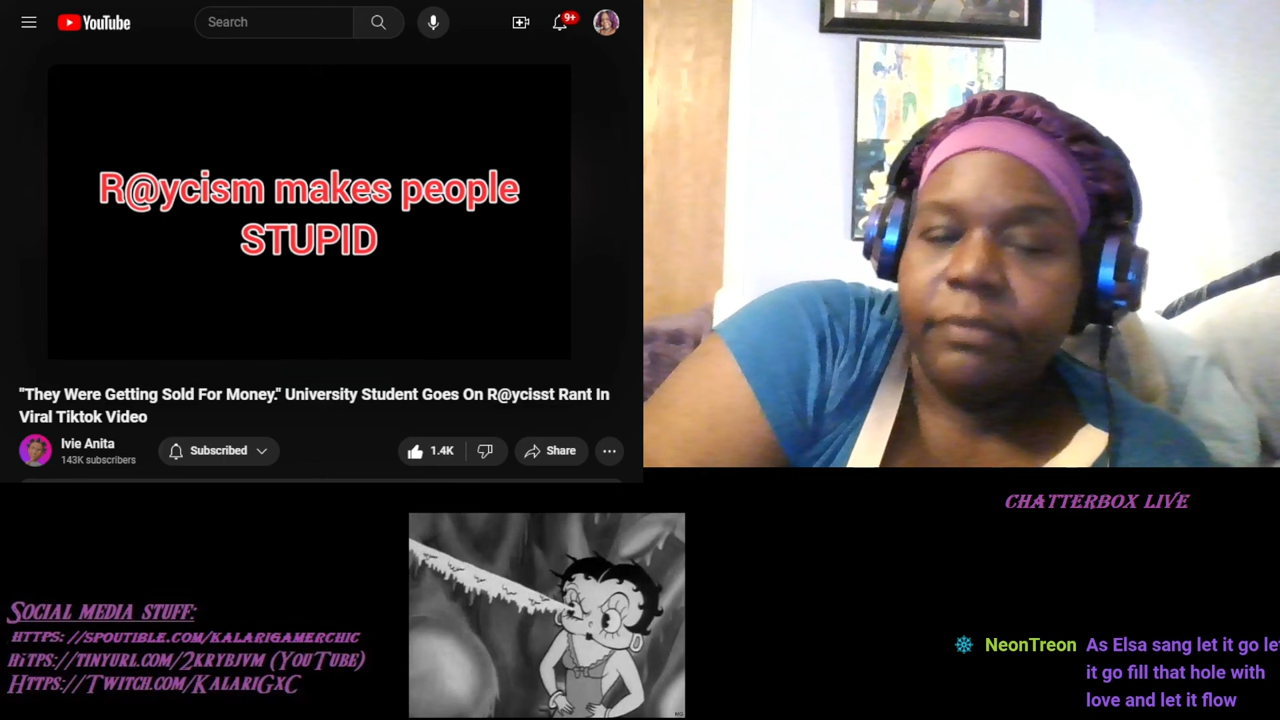 YouTube
Search
9+
R@ycism makes people
STUPID
"They Were Getting Sold For Money." University Student Goes On R@ycisst Rant In
Viral Tiktok Video
Ivie Anita
143K subscribers
Subscribed
1.4K
Share
CHATTERBOX LIVE
SOCIAL MEDIA STUFF:
HTTPS://SPOUTIBLE.COM/KALARIGAMERCHIC
HTTPS://TINYURL.COM/2KRYBJVM (YOUTUBE)
HTTPS://TWITCH.COM/KALARIGXC
NeonTreon As Elsa sang let it go le
it go fill that hole with
love and let it flow